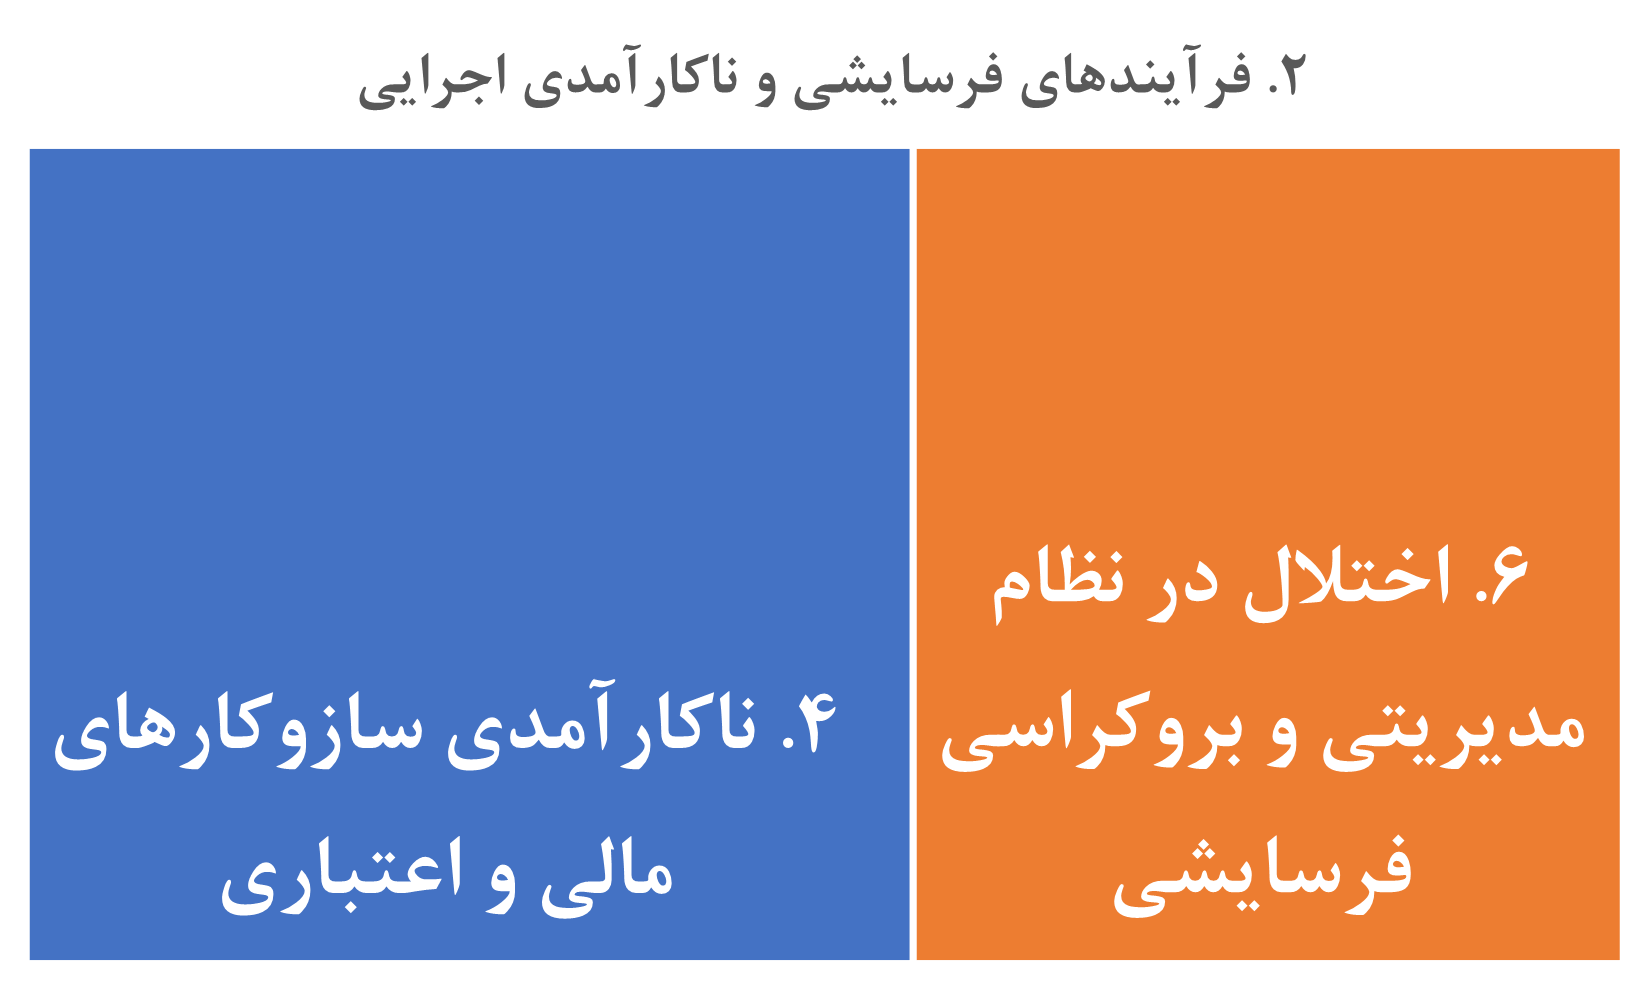 ۲. فرآیندهای فرسایشی و ناکارآمدی اجرایی
۶. اختلال در نظام
مدیریتی و بروکراسی
فرسایشی
۴. ناکارآمدی سازوکارهای
مالی و اعتباری